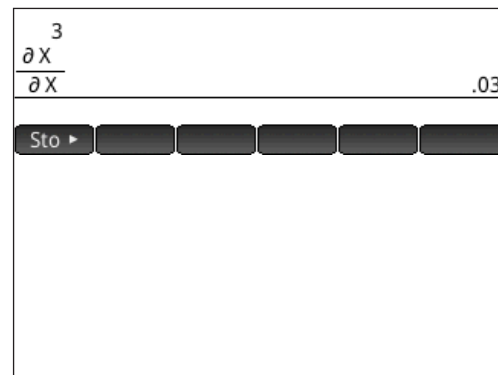 3
∂ X
∂ X
.03
Sto ▸